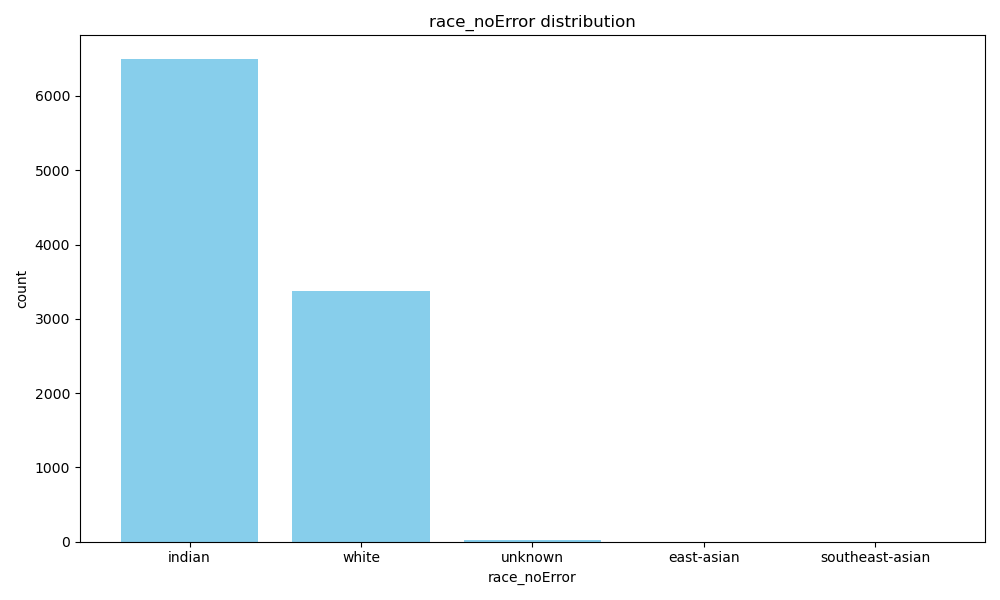 race_noError distribution
count
6000
5000
4000
3000
2000
1000
0
indian white unknown east-asian southeast-asian
race_noError